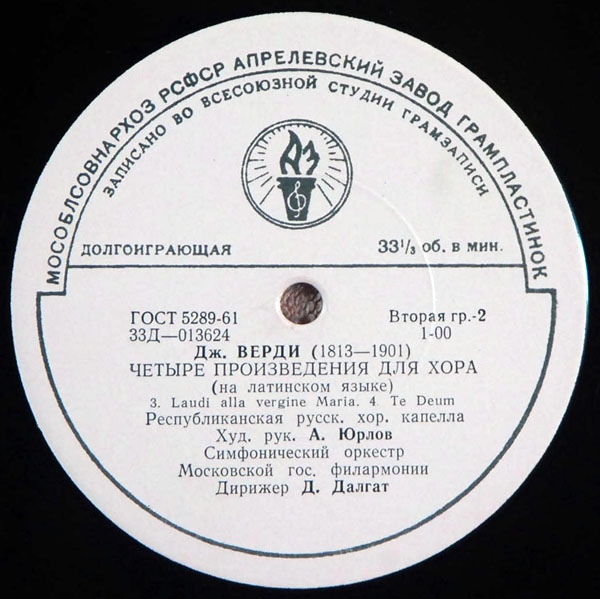 МОСОБЛСОВНАРХОЗ РСФСР АПРЕЛЕВСКИЙ ЗАВОД ГРАМПЛАСТИНОК
ЗАПИСАНО ВО ВСЕСОЮЗНОЙ СТУДИИ ГРАМЗАПИСИ
АЗ
ДОЛГОИГРАЮЩАЯ 33 1/3 об. в мин.
ГОСТ 5289-61 Вторая гр.-2
33Д—013624 1-00
Дж. ВЕРДИ (1813—1901)
ЧЕТЫРЕ ПРОИЗВЕДЕНИЯ ДЛЯ ХОРА
(на латинском языке)
3. Laudi alla vergine Maria. 4. Te Deum
Республиканская русск. хор. капелла
Худ. рук. А. Юрлов
Симфонический оркестр
Московской гос. филармонии
Дирижер Д. Далгат